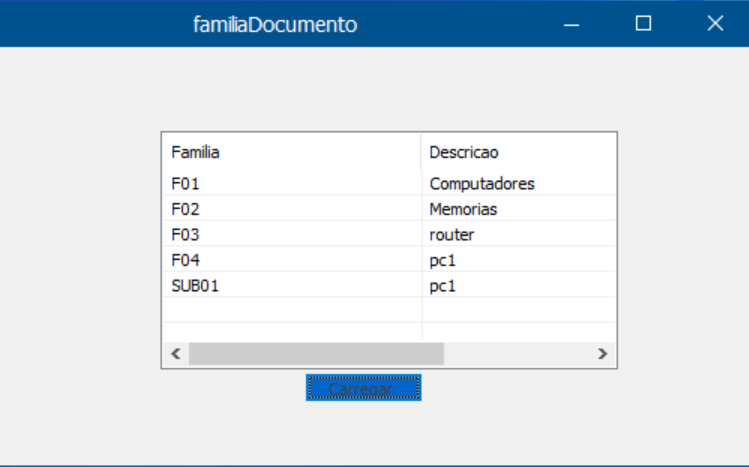 familiaDocumento
Familia Descricao
F01 Computadores
F02 Memorias
F03 router
F04 pc1
SUB01 pc1
Carregar